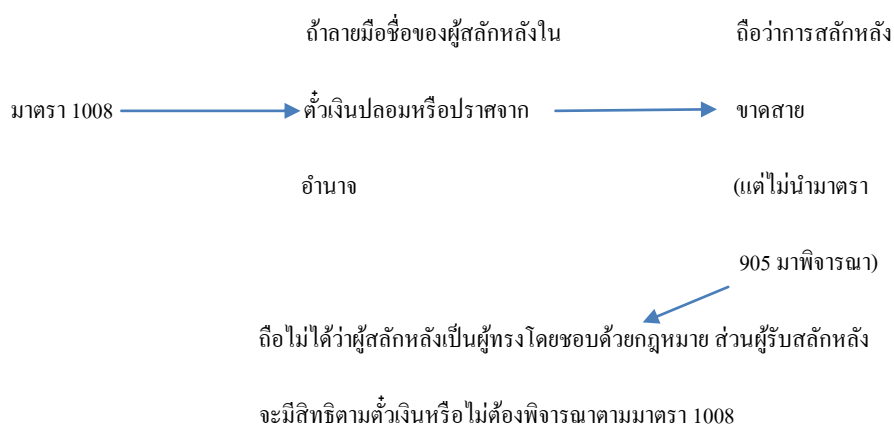 ถ้าลายมือชื่อของผู้สลักหลังใน ถือว่าการสลักหลัง
มาตรา 1008 ตั๋วเงินปลอมหรือปราศจาก ขาดสาย
อำนาจ (แต่ไม่นำมาตรา
905 มาพิจารณา)
ถือไม่ได้ว่าผู้สลักหลังเป็นผู้ทรงโดยชอบด้วยกฎหมาย ส่วนผู้รับสลักหลัง
จะมีสิทธิตามตั๋วเงินหรือไม่ต้องพิจารณาตามมาตรา 1008